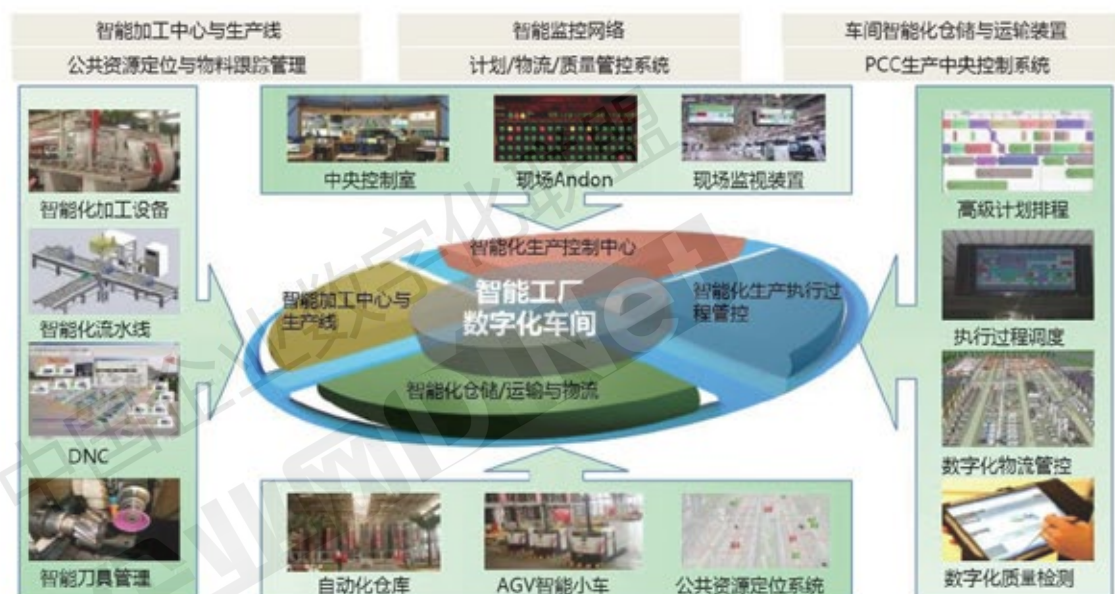 智能加工中心与生产线
智能监控网络
车间智能化仓储与运输装置
公共资源定位与物料跟踪管理
计划/物流/质量管控系统
PCC生产中央控制系统
中央控制室
现场Andon
现场监视装置
智能化加工设备
智能化流水线
DNC
智能刀具管理
高级计划排程
执行过程调度
数字化物流管控
数字化质量检测
智能化生产控制中心
智能加工中心与
生产线
智能工厂
数字化车间
智能化生产执行过
程管控
智能化仓储/运输与物流
自动化仓库
AGV智能小车
公共资源定位系统
中国企业数字化联盟